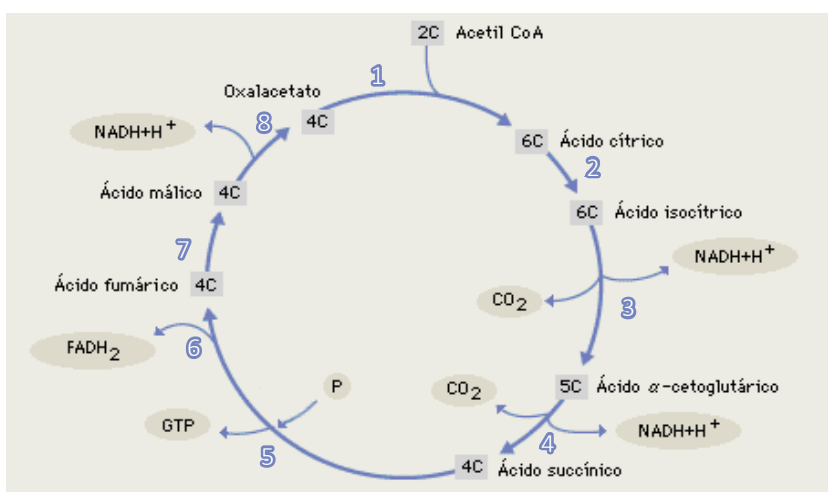 2C Acetil CoA
1
Oxalacetato
4C
8
NADH+H+
6C Ácido cítrico
2
Ácido málico 4C
6C Ácido isocítrico
7
NADH+H+
Ácido fumárico 4C
CO2
3
6
FADH2
P
CO2
5C Ácido α-cetoglutárico
GTP
NADH+H+
4
5
4C Ácido succínico